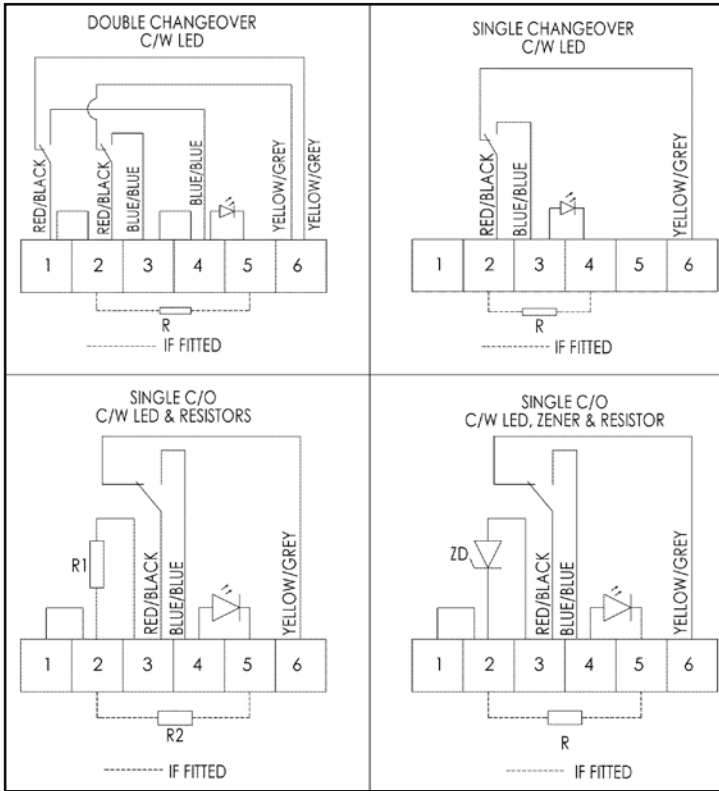 DOUBLE CHANGEOVER
C/W LED
RED/BLACK
RED/BLACK
BLUE/BLUE
BLUE/BLUE
YELLOW/GREY
YELLOW/GREY
1 2 3 4 5 6
R
IF FITTED
SINGLE CHANGEOVER
C/W LED
RED/BLACK
BLUE/BLUE
YELLOW/GREY
1 2 3 4 5 6
R
IF FITTED
SINGLE C/O
C/W LED & RESISTORS
R1
RED/BLACK
BLUE/BLUE
YELLOW/GREY
1 2 3 4 5 6
R2
IF FITTED
SINGLE C/O
C/W LED, ZENER & RESISTOR
ZD
RED/BLACK
BLUE/BLUE
YELLOW/GREY
1 2 3 4 5 6
R
IF FITTED